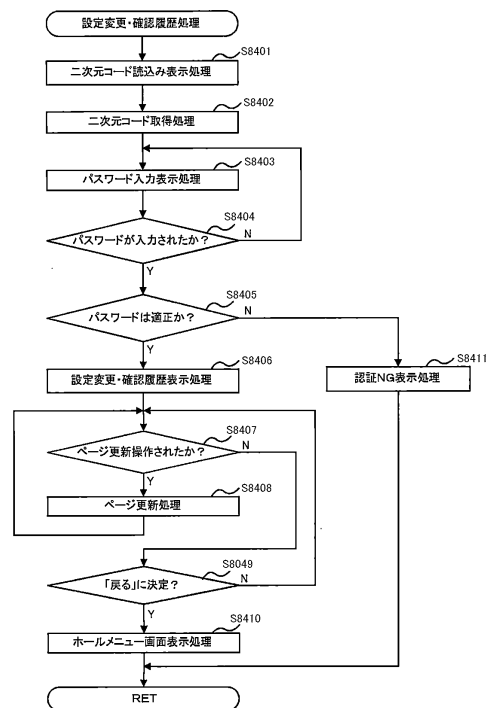 設定変更・確認履歴処理
S8401
二次元コード読込み表示処理
S8402
二次元コード取得処理
S8403
パスワード入力表示処理
S8404
パスワードが入力されたか？
N
Y
S8405
パスワードは適正か？
N
Y
S8406
設定変更・確認履歴表示処理
S8411
認証NG表示処理
S8407
ページ更新操作されたか？
N
Y
S8408
ページ更新処理
S8049
「戻る」に決定？
N
Y
S8410
ホールメニュー画面表示処理
RET